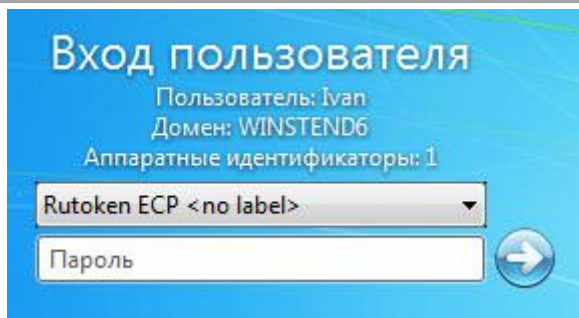 Вход пользователя
Пользователь: Ivan
Домен: WINSTEND6
Аппаратные идентификаторы: 1
Rutoken ECP <no label>
Пароль